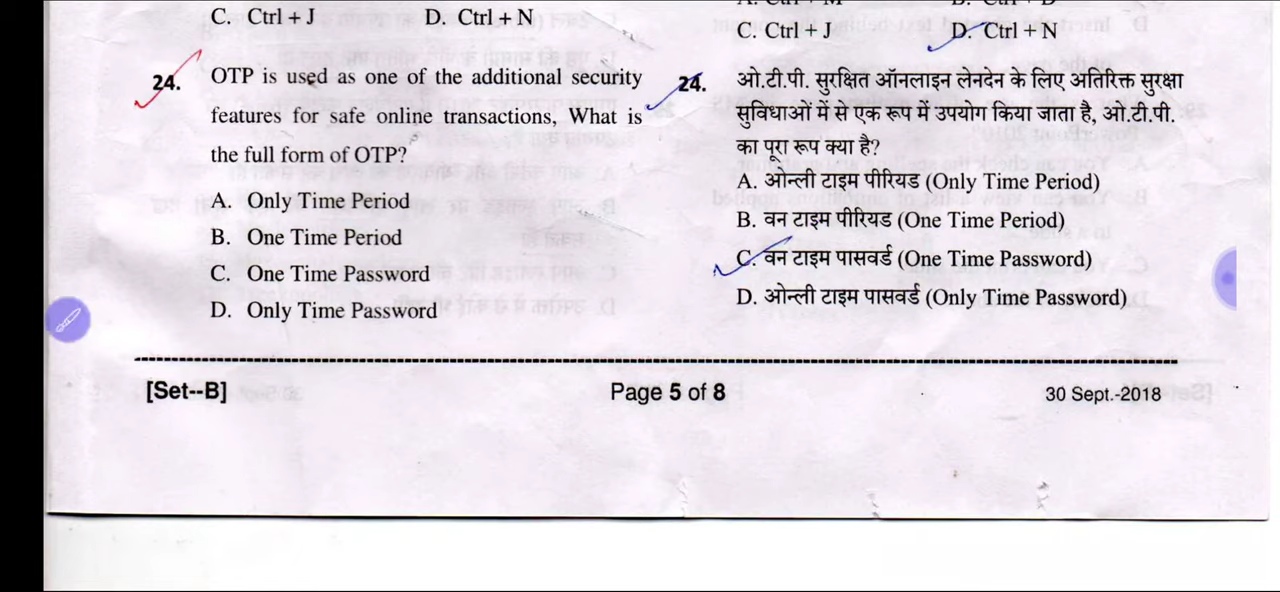 C. Ctrl + J D. Ctrl + N
24. OTP is used as one of the additional security
features for safe online transactions, What is
the full form of OTP?
A. Only Time Period
B. One Time Period
C. One Time Password
D. Only Time Password
C. Ctrl + J D. Ctrl + N
24. ओ.टी.पी. सुरक्षित ऑनलाइन लेनदेन के लिए अतिरिक्त सुरक्षा
सुविधाओं में से एक रूप में उपयोग किया जाता है, ओ.टी.पी.
का पूरा रूप क्या है?
A. ओन्ली टाइम पीरियड (Only Time Period)
B. वन टाइम पीरियड (One Time Period)
C. वन टाइम पासवर्ड (One Time Password)
D. ओन्ली टाइम पासवर्ड (Only Time Password)
[Set--B] Page 5 of 8 30 Sept.-2018